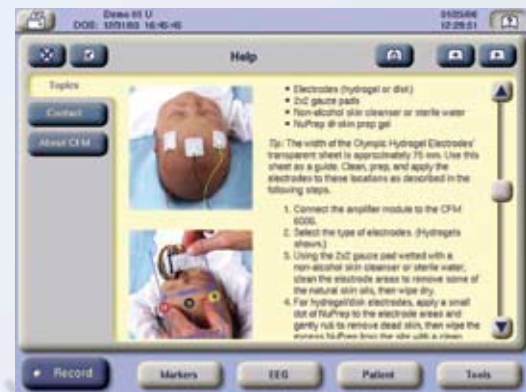 Demo 01 U
DOB: 12/31/03 16:45:45
01/25/06
12:29:51
Help
Topics
Contact
About CFM
• Electrodes (hydrogel or disk)
• 2x2 gauze pads
• Non-alcohol skin cleanser or sterile water
• NuPrep ® skin prep gel
Tip: The width of the Olympic Hydrogel Electrodes'
transparent sheet is approximately 75 mm. Use this
sheet as a guide. Clean, prep, and apply the
electrodes to these locations as described in the
following steps.
1. Connect the amplifier module to the CFM
6000.
2. Select the type of electrodes. (Hydrogels
shown.)
3. Using the 2x2 gauze pad wetted with a
non-alcohol skin cleanser or sterile water,
clean the electrode areas to remove some of
the natural skin oils, then wipe dry.
4. For hydrogel/disk electrodes, apply a small
dot of NuPrep to the electrode areas and
gently rub to remove dead skin, then wipe the
excess NuPrep from the site with a clean
Record
Markers
EEG
Patient
Tools